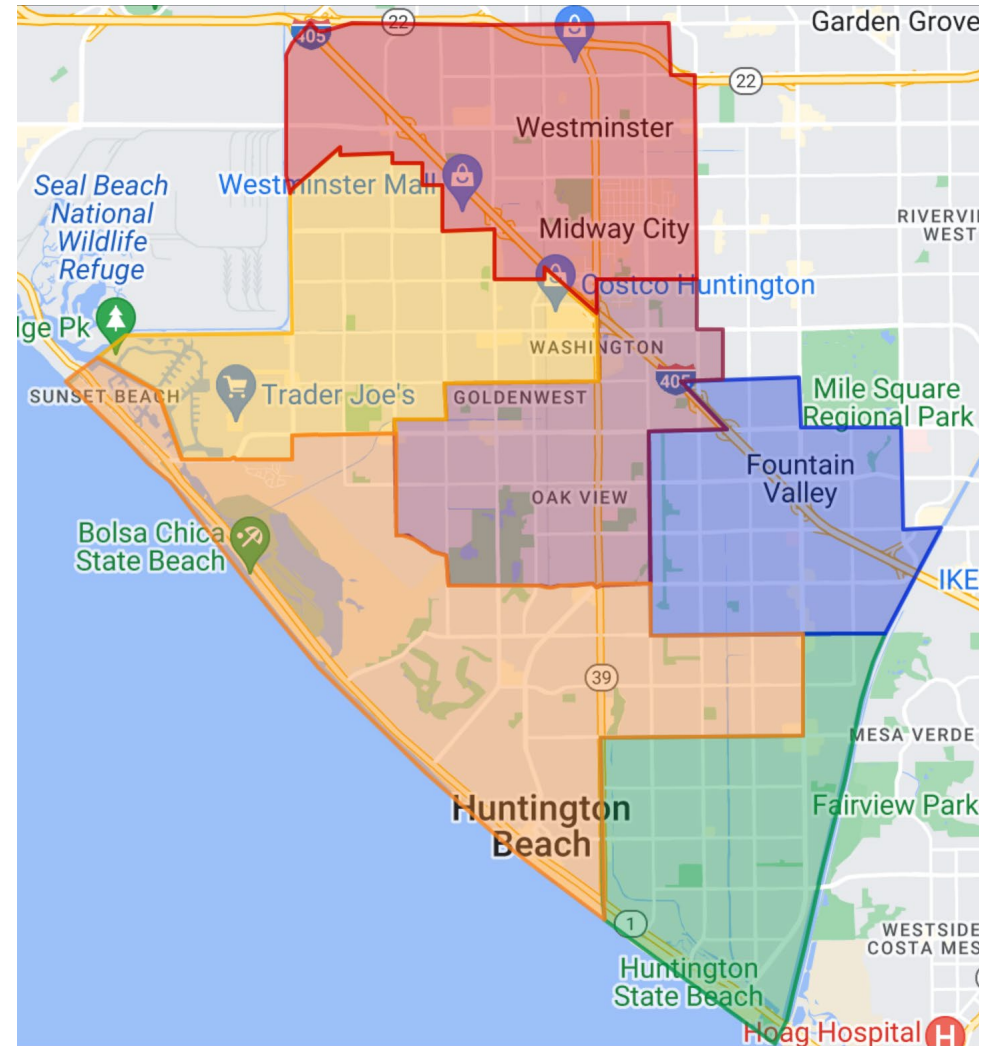 Garden Grove
22
405
22
Westminster
Seal Beach
National
Wildlife
Refuge
Westminster Mall
RIVERVI
WEST
Midway City
Costco Huntington
lge Pk
WASHINGTON
SUNSET BEACH
Trader Joe's
GOLDENWEST
405
Mile Square
Regional Park
Fountain
Valley
OAK VIEW
Bolsa Chica
State Beach
IKE
39
MESA VERDE
Huntington
Beach
Fairview Park
1
WESTSIDE
COSTA MES
Huntington
State Beach
Hoag Hospital
H